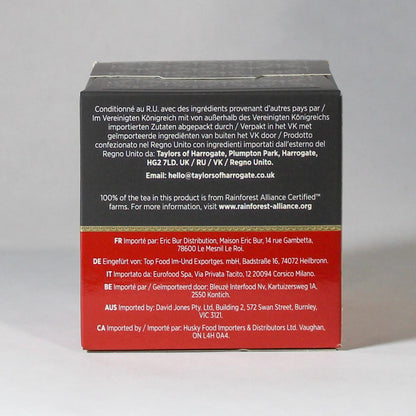 Conditionné au R.U. avec des ingrédients provenant d'autres pays par /
Im Vereinigten Königreich mit von außerhalb des Vereinigten Königreichs
importierten Zutaten abgepackt durch / Verpakt in het VK met
geïmporteerde ingrediënten van buiten het VK door / Prodotto
confezionato nel Regno Unito con ingredienti importati dall'esterno del
Regno Unito da: Taylors of Harrogate, Plumpton Park, Harrogate,
HG2 7LD. UK / RU / VK / Regno Unito.
Email: hello@taylorsofharrogate.co.uk
100% of the tea in this product is from Rainforest Alliance Certified™
farms. For more information, visit www.rainforest-alliance.org
FR Importé par: Eric Bur Distribution, Maison Eric Bur, 14 rue Gambetta,
78600 Le Mesnil Le Roi.
DE Eingeführt von: Top Food Im-Und Exportges. mbH, Badstraße 16, 74072 Heilbronn.
IT Importato da: Eurofood Spa, Via Privata Tacito, 12 20094 Corsico Milano.
BE Importé par / Geïmporteerd door: Bleuzé Interfood Nv, Kartuizersweg 1A,
2550 Kontich.
AUS Imported by: David Jones Pty Ltd, Building 2, 572 Swan Street, Burnley,
VIC 3121.
CA Imported by / Importé par: Husky Food Importers & Distributors Ltd. Vaughan,
ON L4H 0A4.